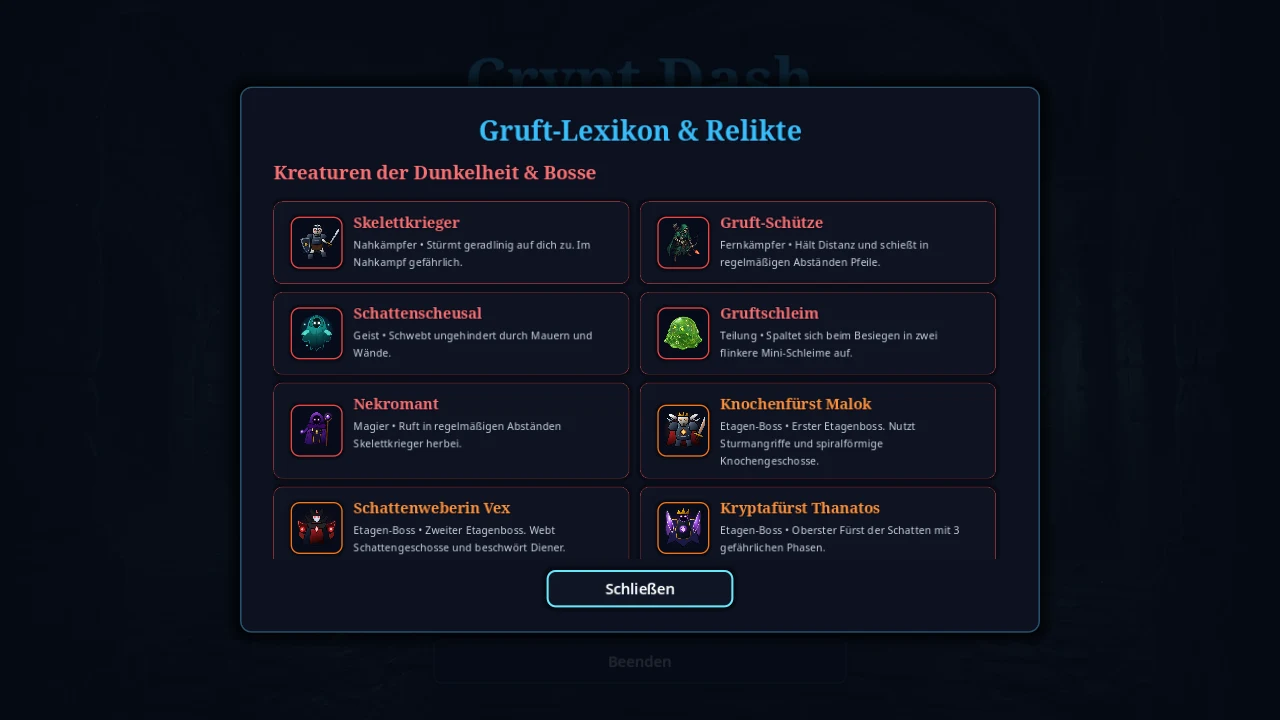 Crypt Dash
Gruft-Lexikon & Relikte
Kreaturen der Dunkelheit & Bosse
Skelettkrieger
Nahkämpfer • Stürmt geradlinig auf dich zu. Im
Nahkampf gefährlich.
Gruft-Schütze
Fernkämpfer • Hält Distanz und schießt in
regelmäßigen Abständen Pfeile.
Schattenscheusal
Geist • Schwebt ungehindert durch Mauern und
Wände.
Gruftschleim
Teilung • Spaltet sich beim Besiegen in zwei
flinkere Mini-Schleime auf.
Nekromant
Magier • Ruft in regelmäßigen Abständen
Skelettkrieger herbei.
Knochenfürst Malok
Etagen-Boss • Erster Etagenboss. Nutzt
Sturmangriffe und spiralförmige
Knochengeschosse.
Schattenweberin Vex
Etagen-Boss • Zweiter Etagenboss. Webt
Schattengeschosse und beschwört Diener.
Kryptafürst Thanatos
Etagen-Boss • Oberster Fürst der Schatten mit 3
gefährlichen Phasen.
Schließen
Beenden